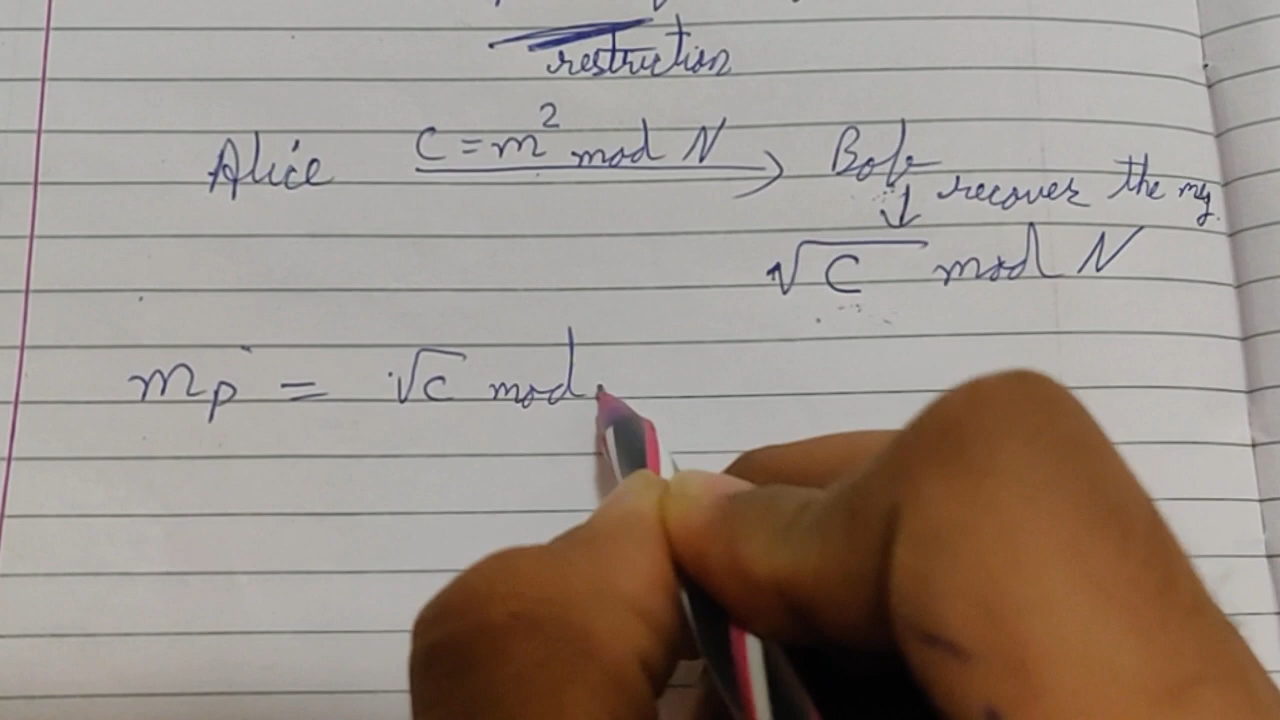 restriction
Alice C = m² mod N Bob
↓ recover the msg.
√C mod N
mp = √c mod